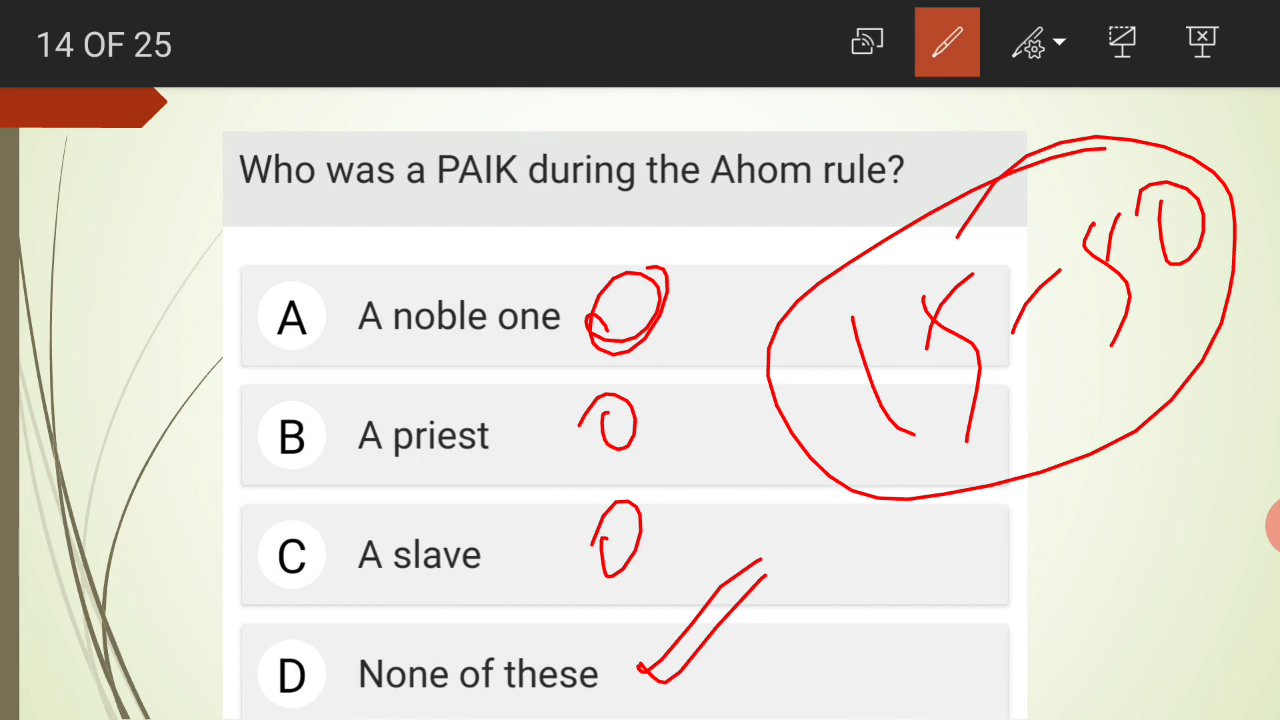 14 OF 25
Who was a PAIK during the Ahom rule?
A A noble one
B A priest
C A slave
D None of these
15-50